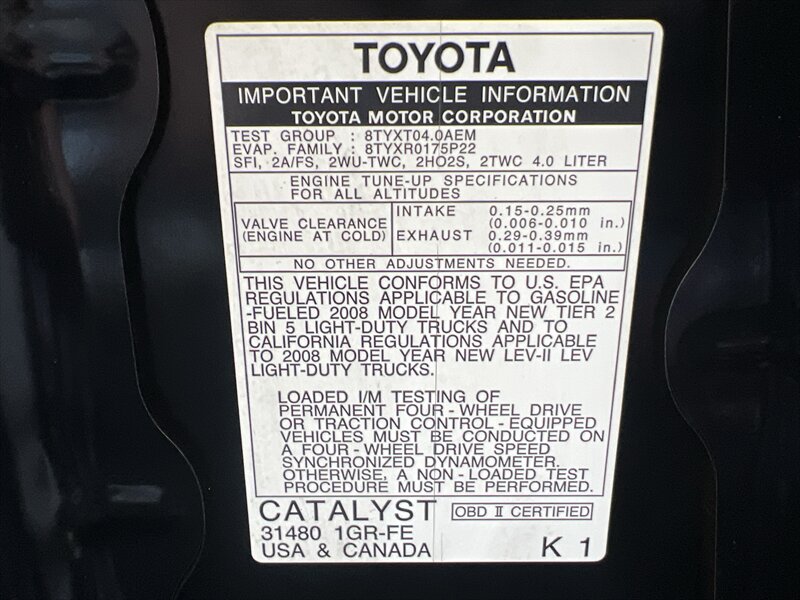 TOYOTA
IMPORTANT VEHICLE INFORMATION
TOYOTA MOTOR CORPORATION
TEST GROUP : 8TYXT04.0AEM
EVAP. FAMILY : 8TYXR0175P22
SFI, 2A/FS, 2WU-TWC, 2HO2S, 2TWC 4.0 LITER
ENGINE TUNE-UP SPECIFICATIONS
FOR ALL ALTITUDES
VALVE CLEARANCE
(ENGINE AT COLD)
INTAKE 0.15-0.25mm
(0.006-0.010 in.)
EXHAUST 0.29-0.39mm
(0.011-0.015 in.)
NO OTHER ADJUSTMENTS NEEDED.
THIS VEHICLE CONFORMS TO U.S. EPA
REGULATIONS APPLICABLE TO GASOLINE
-FUELED 2008 MODEL YEAR NEW TIER 2
BIN 5 LIGHT-DUTY TRUCKS AND TO
CALIFORNIA REGULATIONS APPLICABLE
TO 2008 MODEL YEAR NEW LEV-II LEV
LIGHT-DUTY TRUCKS.
LOADED I/M TESTING OF
PERMANENT FOUR - WHEEL DRIVE
OR TRACTION CONTROL - EQUIPPED
VEHICLES MUST BE CONDUCTED ON
A FOUR - WHEEL DRIVE SPEED
SYNCHRONIZED DYNAMOMETER.
OTHERWISE, A NON - LOADED TEST
PROCEDURE MUST BE PERFORMED.
CATALYST OBD II CERTIFIED
31480 1GR-FE
USA & CANADA K 1